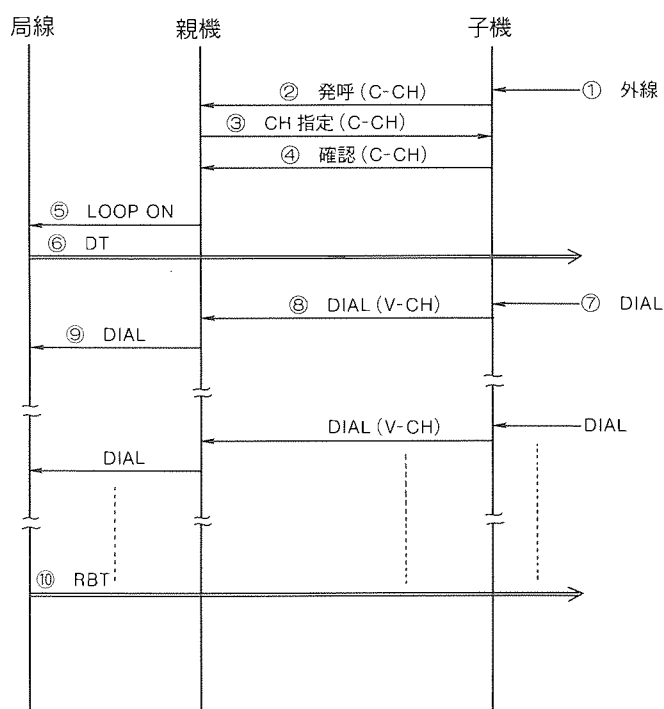 局線 親機 子機
① 外線
② 発呼(C-CH)
③ CH 指定(C-CH)
④ 確認(C-CH)
⑤ LOOP ON
⑥ DT
⑦ DIAL
⑧ DIAL(V-CH)
⑨ DIAL
DIAL
DIAL(V-CH)
DIAL
⑩ RBT